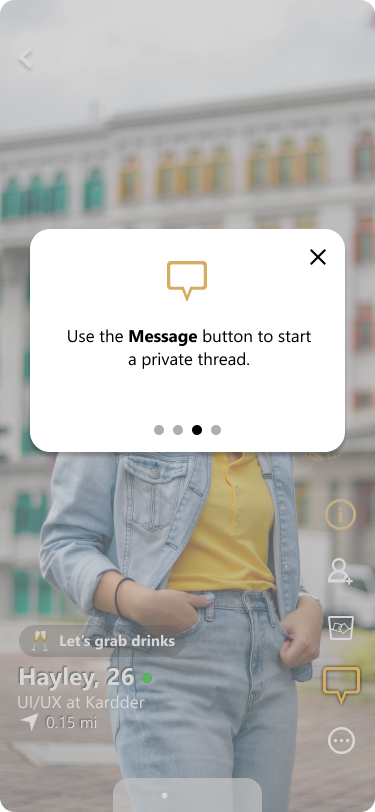 Use the Message button to start
a private thread.
Let's grab drinks
Hayley, 26
UI/UX at Kardder
0.15 mi